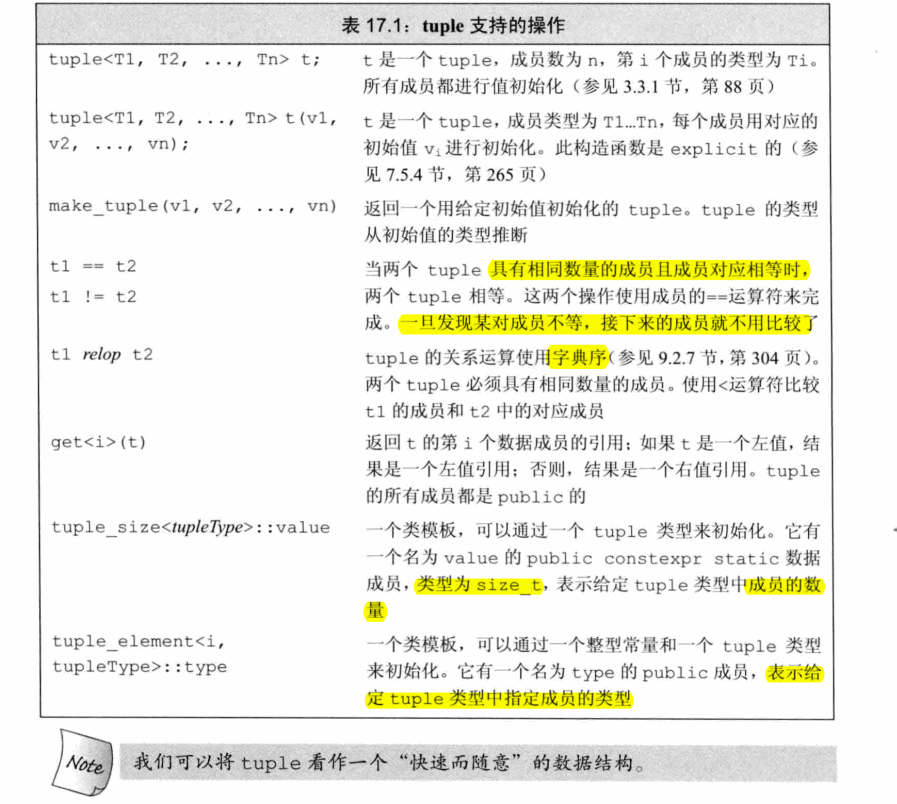 表 17.1：tuple 支持的操作
tuple<T1, T2, ..., Tn> t;
t 是一个 tuple，成员数为 n，第 i 个成员的类型为 Ti。
所有成员都进行值初始化（参见 3.3.1 节，第 88 页）
tuple<T1, T2, ..., Tn> t(v1,
v2, ..., vn);
t 是一个 tuple，成员类型为 T1…Tn，每个成员用对应的
初始值 vi 进行初始化。此构造函数是 explicit 的（参
见 7.5.4 节，第 265 页）
make_tuple(v1, v2, ..., vn)
返回一个用给定初始值初始化的 tuple。tuple 的类型
从初始值的类型推断
t1 == t2
t1 != t2
当两个 tuple 具有相同数量的成员且成员对应相等时，
两个 tuple 相等。这两个操作使用成员的==运算符来完
成。一旦发现某对成员不等，接下来的成员就不用比较了
t1 relop t2
tuple 的关系运算使用字典序（参见 9.2.7 节，第 304 页）。
两个 tuple 必须具有相同数量的成员。使用<运算符比较
t1 的成员和 t2 中的对应成员
get<i>(t)
返回 t 的第 i 个数据成员的引用；如果 t 是一个左值，结
果是一个左值引用；否则，结果是一个右值引用。tuple
的所有成员都是 public 的
tuple_size<tupleType>::value
一个类模板，可以通过一个 tuple 类型来初始化。它有
一个名为 value 的 public constexpr static 数据
成员，类型为 size_t，表示给定 tuple 类型中成员的数
量
tuple_element<i,
tupleType>::type
一个类模板，可以通过一个整型常量和一个 tuple 类型
来初始化。它有一个名为 type 的 public 成员，表示给
定 tuple 类型中指定成员的类型
Note
我们可以将 tuple 看作一个“快速而随意”的数据结构。